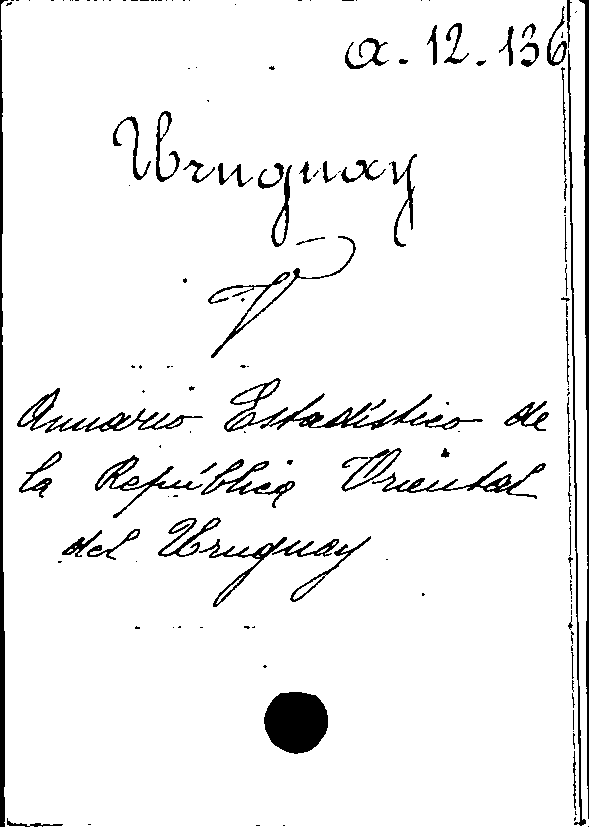 a. 12. 136
Uruguay
V
Anuario Estadístico de
la República Oriental
del Uruguay